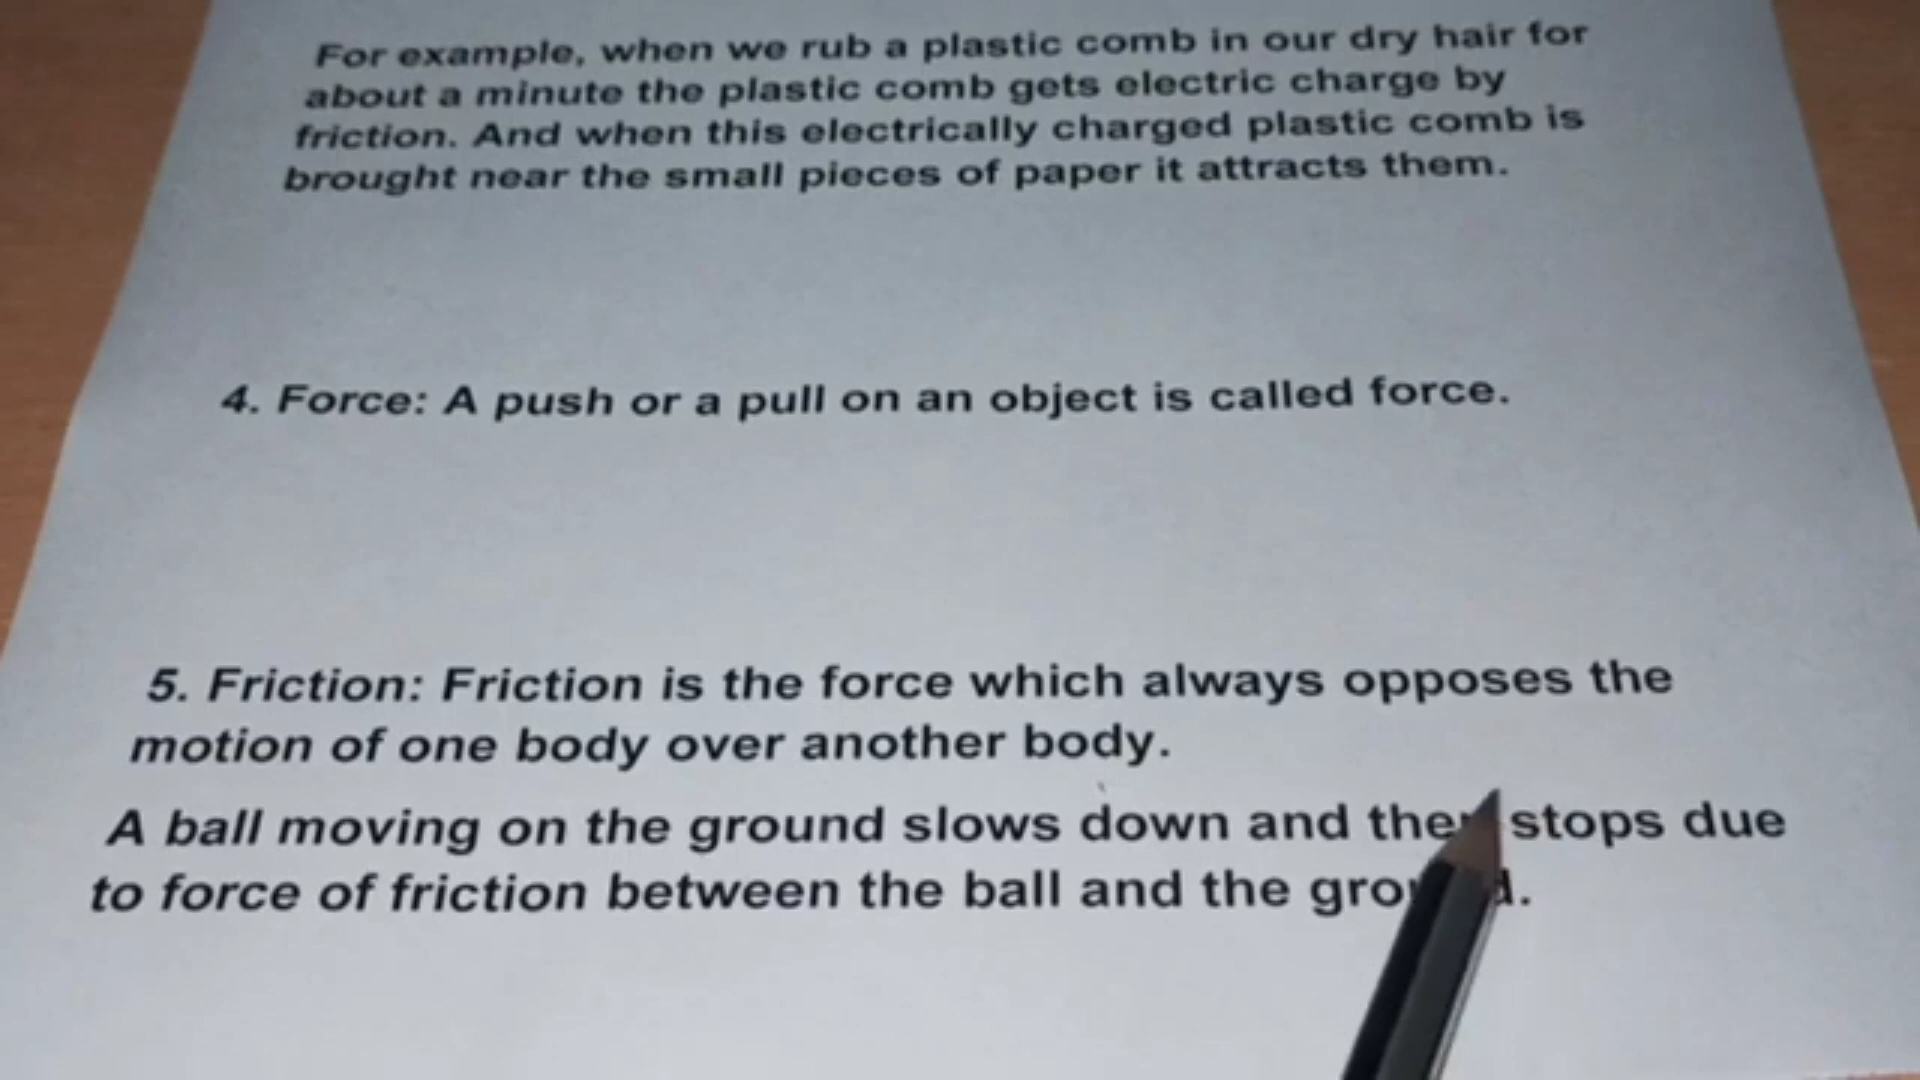 For example, when we rub a plastic comb in our dry hair for
about a minute the plastic comb gets electric charge by
friction. And when this electrically charged plastic comb is
brought near the small pieces of paper it attracts them.
4. Force: A push or a pull on an object is called force.
5. Friction: Friction is the force which always opposes the
motion of one body over another body.
A ball moving on the ground slows down and then stops due
to force of friction between the ball and the ground.